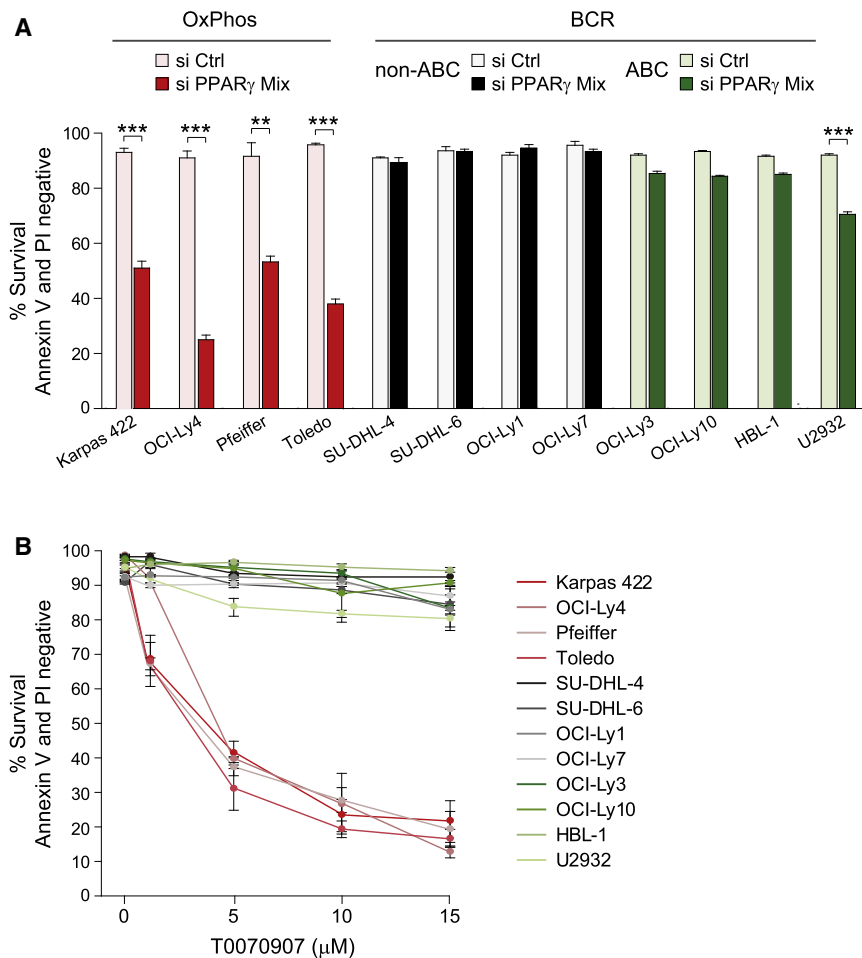 A
OxPhos
BCR
si Ctrl
si PPARγ Mix
non-ABC
si Ctrl
si PPARγ Mix
ABC
si Ctrl
si PPARγ Mix
% Survival
Annexin V and PI negative
100
80
60
40
20
0
***
***
**
***
***
Karpas 422
OCI-Ly4
Pfeiffer
Toledo
SU-DHL-4
SU-DHL-6
OCI-Ly1
OCI-Ly7
OCI-Ly3
OCI-Ly10
HBL-1
U2932
B
% Survival
Annexin V and PI negative
100
90
80
70
60
50
40
30
20
10
0
0
5
10
15
T0070907 (μM)
Karpas 422
OCI-Ly4
Pfeiffer
Toledo
SU-DHL-4
SU-DHL-6
OCI-Ly1
OCI-Ly7
OCI-Ly3
OCI-Ly10
HBL-1
U2932